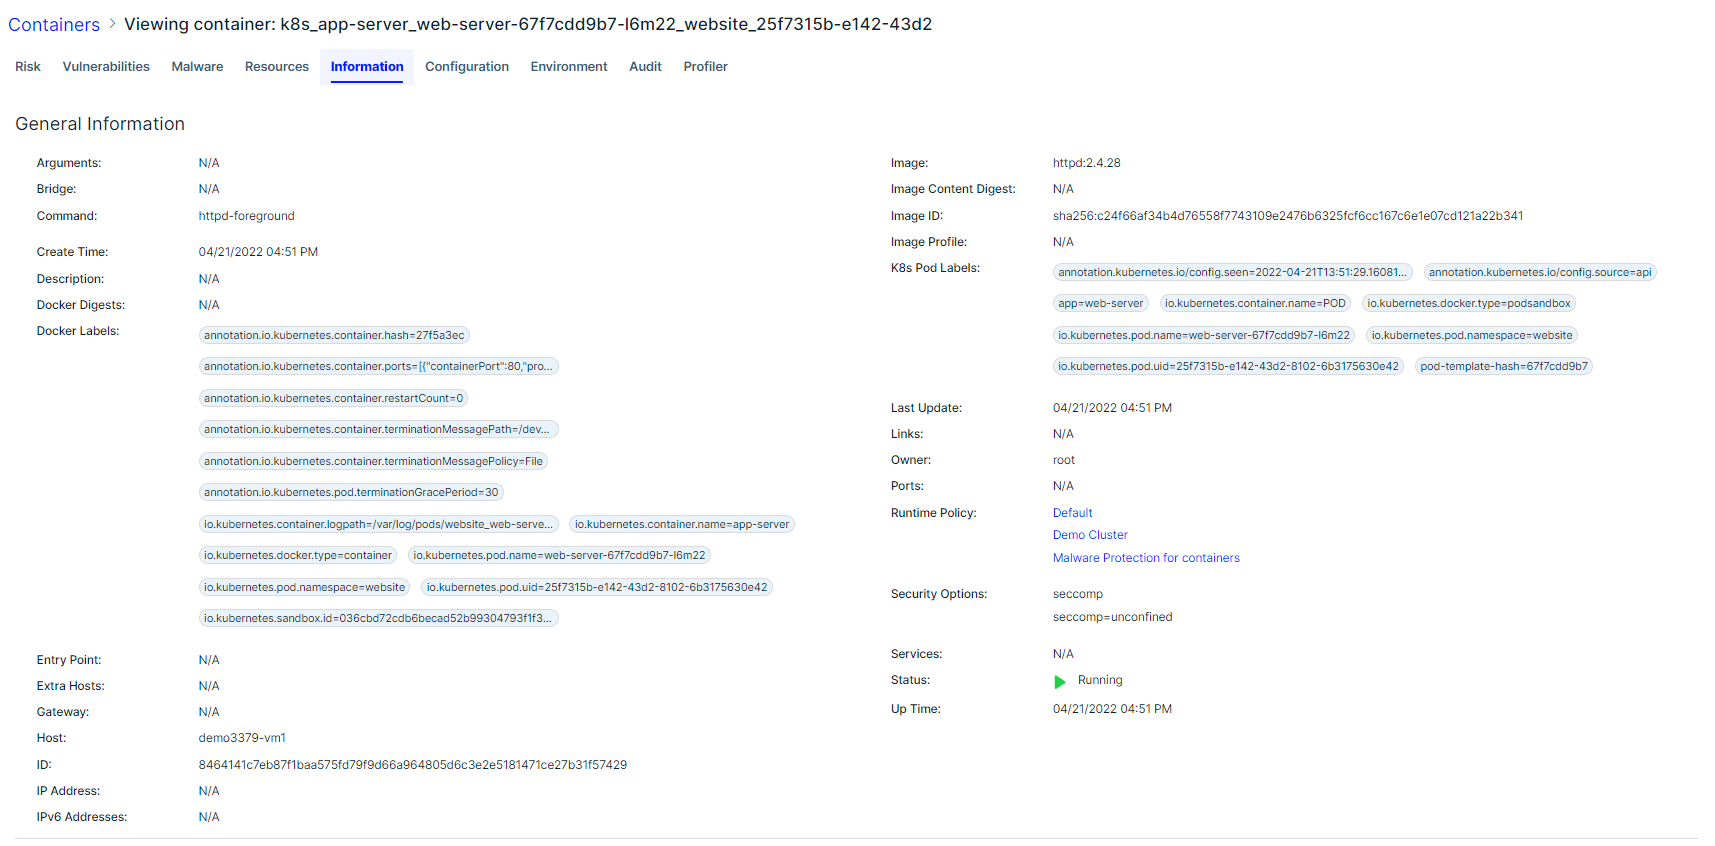 Containers > Viewing container: k8s_app-server_web-server-67f7cdd9b7-l6m22_website_25f7315b-e142-43d2
Risk Vulnerabilities Malware Resources Information Configuration Environment Audit Profiler
General Information
Arguments: N/A
Bridge: N/A
Command: httpd-foreground
Create Time: 04/21/2022 04:51 PM
Description: N/A
Docker Digests: N/A
Docker Labels: annotation.io.kubernetes.container.hash=27f5a3ec
annotation.io.kubernetes.container.ports=[{"containerPort":80,"pro...
annotation.io.kubernetes.container.restartCount=0
annotation.io.kubernetes.container.terminationMessagePath=/dev...
annotation.io.kubernetes.container.terminationMessagePolicy=File
annotation.io.kubernetes.pod.terminationGracePeriod=30
io.kubernetes.container.logpath=/var/log/pods/website_web-serve... io.kubernetes.container.name=app-server
io.kubernetes.docker.type=container io.kubernetes.pod.name=web-server-67f7cdd9b7-l6m22
io.kubernetes.pod.namespace=website io.kubernetes.pod.uid=25f7315b-e142-43d2-8102-6b3175630e42
io.kubernetes.sandbox.id=036cbd72cdb6becad52b99304793f1f3...
Entry Point: N/A
Extra Hosts: N/A
Gateway: N/A
Host: demo3379-vm1
ID: 8464141c7eb87f1baa575fd79f9d66a964805d6c3e2e5181471ce27b31f57429
IP Address: N/A
IPv6 Addresses: N/A
Image: httpd:2.4.28
Image Content Digest: N/A
Image ID: sha256:c24f66af34b4d76558f7743109e2476b6325fcf6cc167c6e1e07cd121a22b341
Image Profile: N/A
K8s Pod Labels: annotation.kubernetes.io/config.seen=2022-04-21T13:51:29.16081... annotation.kubernetes.io/config.source=api
app=web-server io.kubernetes.container.name=POD io.kubernetes.docker.type=podsandbox
io.kubernetes.pod.name=web-server-67f7cdd9b7-l6m22 io.kubernetes.pod.namespace=website
io.kubernetes.pod.uid=25f7315b-e142-43d2-8102-6b3175630e42 pod-template-hash=67f7cdd9b7
Last Update: 04/21/2022 04:51 PM
Links: N/A
Owner: root
Ports: N/A
Runtime Policy: Default
Demo Cluster
Malware Protection for containers
Security Options: seccomp
seccomp=unconfined
Services: N/A
Status: Running
Up Time: 04/21/2022 04:51 PM